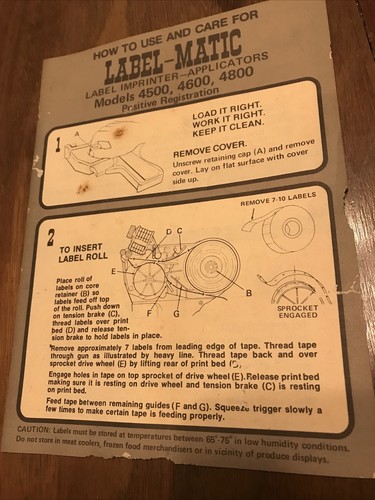 HOW TO USE AND CARE FOR
LABEL-MATIC
LABEL IMPRINTER-APPLICATORS
Models 4500, 4600, 4800
Positive Registration
1
A
LOAD IT RIGHT.
WORK IT RIGHT.
KEEP IT CLEAN.
REMOVE COVER.
Unscrew retaining cap (A) and remove
cover. Lay on flat surface with cover
side up.
2
TO INSERT
LABEL ROLL
REMOVE 7-10 LABELS
D C
E
B
F
G
SPROCKET
ENGAGED
Place roll of
labels on core
retainer (B) so
labels feed off top
of the roll. Push down
on tension brake (C),
thread labels over print
bed (D) and release ten-
sion brake to hold labels in place.
Remove approximately 7 labels from leading edge of tape. Thread tape
through gun as illustrated by heavy line. Thread tape back and over
sprocket drive wheel (E) by lifting rear of print bed (D).
Engage holes in tape on top sprocket of drive wheel (E). Release print bed
making sure it is resting on drive wheel and tension brake (C) is resting
on print bed.
Feed tape between remaining guides (F and G). Squeeze trigger slowly a
few times to make certain tape is feeding properly.
CAUTION: Labels must be stored at temperatures between 65°-75° in low humidity conditions.
Do not store in meat coolers, frozen food merchandisers or in vicinity of produce displays.